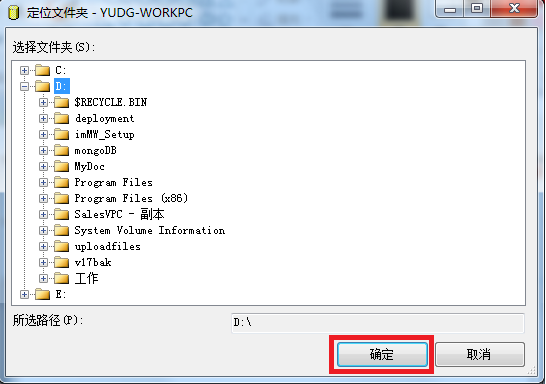 定位文件夹 - YUDG-WORKPC
选择文件夹(S):
C:
D:
$RECYCLE.BIN
deployment
imMW_Setup
mongoDB
MyDoc
Program Files
Program Files (x86)
SalesVPC - 副本
System Volume Information
uploadfiles
v17bak
工作
E:
所选路径(P):
D:\
确定
取消